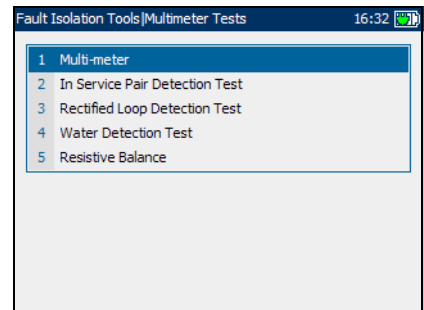 Fault Isolation Tools|Multimeter Tests 16:32
1 Multi-meter
2 In Service Pair Detection Test
3 Rectified Loop Detection Test
4 Water Detection Test
5 Resistive Balance